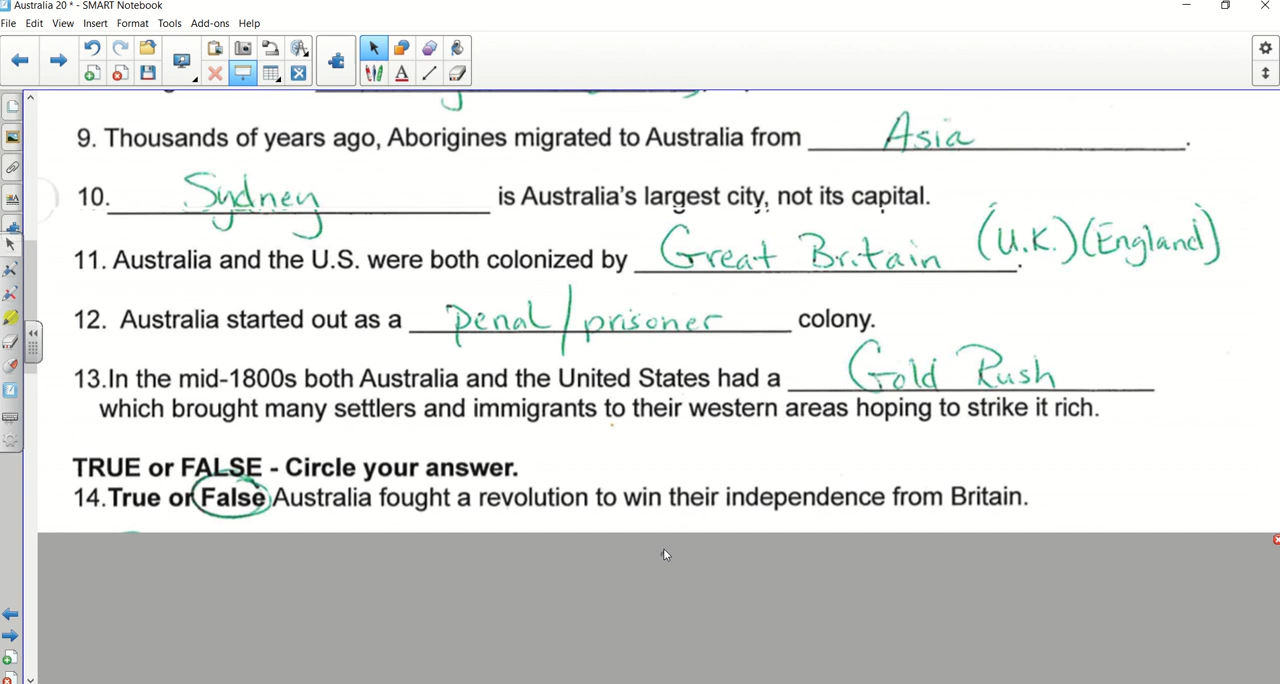 Australia 20 * - SMART Notebook
File Edit View Insert Format Tools Add-ons Help
9. Thousands of years ago, Aborigines migrated to Australia from Asia.
10. Sydney is Australia's largest city, not its capital.
11. Australia and the U.S. were both colonized by Great Britain (U.K.) (England).
12. Australia started out as a penal/prisoner colony.
13.In the mid-1800s both Australia and the United States had a Gold Rush
which brought many settlers and immigrants to their western areas hoping to strike it rich.
TRUE or FALSE - Circle your answer.
14.True or False Australia fought a revolution to win their independence from Britain.